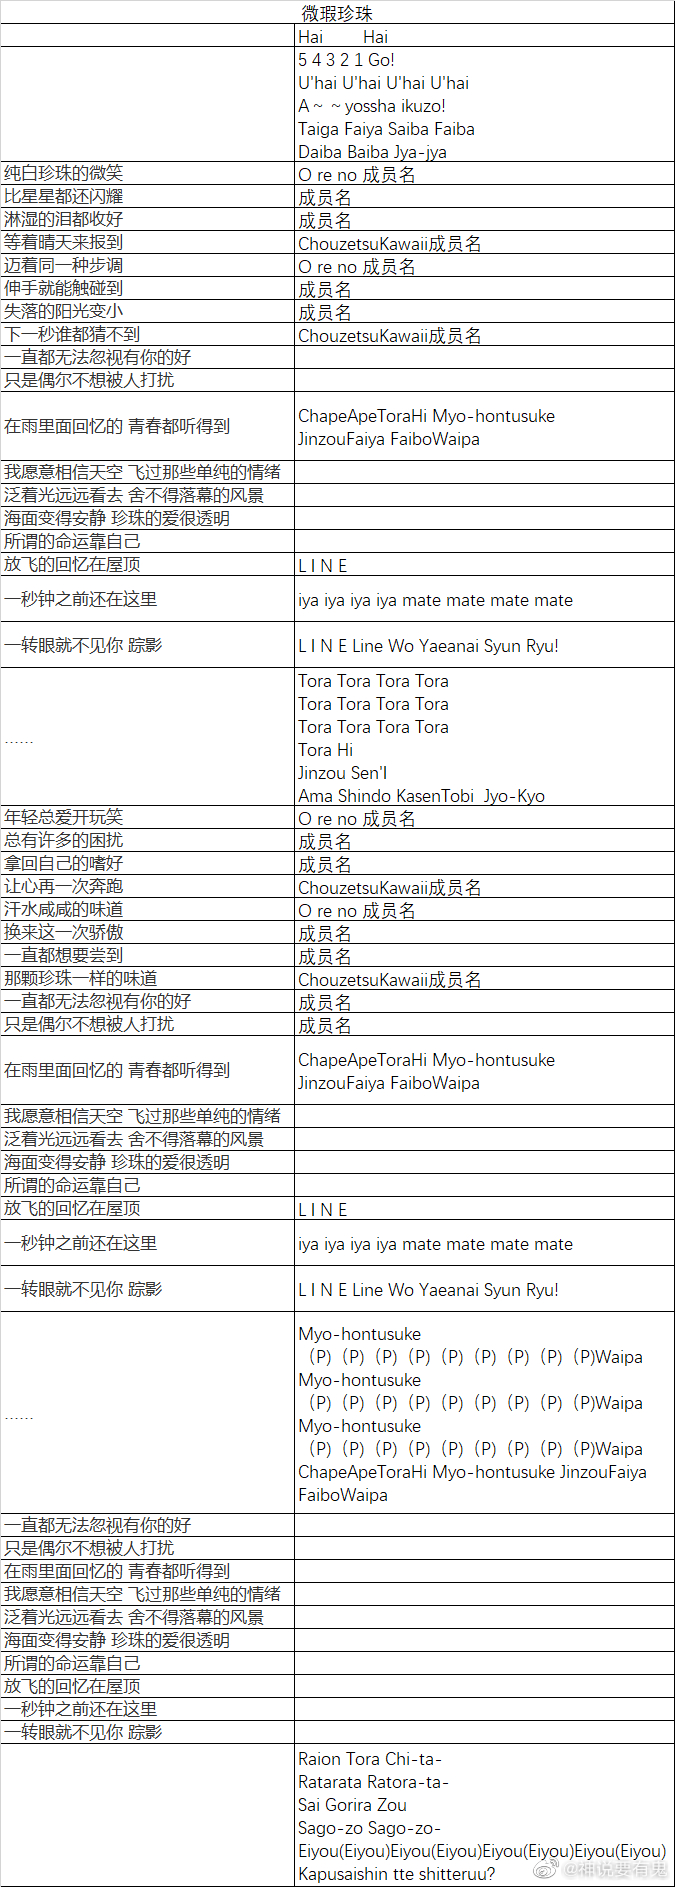 微瑕珍珠
Hai Hai
5 4 3 2 1 Go!
U'hai U'hai U'hai U'hai
A～～yossha ikuzo!
Taiga Faiya Saiba Faiba
Daiba Baiba Jya-jya
纯白珍珠的微笑 O re no 成员名
比星星都还闪耀 成员名
淋湿的泪都收好 成员名
等着晴天来报到 ChouzetsuKawaii成员名
迈着同一种步调 O re no 成员名
伸手就能触碰到 成员名
失落的阳光变小 成员名
下一秒谁都猜不到 ChouzetsuKawaii成员名
一直都无法忽视有你的好
只是偶尔不想被人打扰
在雨里面回忆的 青春都听得到 ChapeApeToraHi Myo-hontusuke
JinzouFaiya FaiboWaipa
我愿意相信天空 飞过那些单纯的情绪
泛着光远远看去 舍不得落幕的风景
海面变得安静 珍珠的爱很透明
所谓的命运靠自己
放飞的回忆在屋顶 L I N E
一秒钟之前还在这里 iya iya iya iya mate mate mate mate
一转眼就不见你 踪影 L I N E Line Wo Yaeanai Syun Ryu!
Tora Tora Tora Tora
Tora Tora Tora Tora
…… Tora Tora Tora Tora
Tora Hi
Jinzou Sen'I
Ama Shindo KasenTobi Jyo-Kyo
年轻总爱开玩笑 O re no 成员名
总有许多的困扰 成员名
拿回自己的嗜好 成员名
让心再一次奔跑 ChouzetsuKawaii成员名
汗水咸咸的味道 O re no 成员名
换来这一次骄傲 成员名
一直都想要尝到 成员名
那颗珍珠一样的味道 ChouzetsuKawaii成员名
一直都无法忽视有你的好 成员名
只是偶尔不想被人打扰 成员名
在雨里面回忆的 青春都听得到 ChapeApeToraHi Myo-hontusuke
JinzouFaiya FaiboWaipa
我愿意相信天空 飞过那些单纯的情绪
泛着光远远看去 舍不得落幕的风景
海面变得安静 珍珠的爱很透明
所谓的命运靠自己
放飞的回忆在屋顶 L I N E
一秒钟之前还在这里 iya iya iya iya mate mate mate mate
一转眼就不见你 踪影 L I N E Line Wo Yaeanai Syun Ryu!
Myo-hontusuke
（P)（P)（P)（P)（P)（P)（P)（P)（P)Waipa
Myo-hontusuke
（P)（P)（P)（P)（P)（P)（P)（P)（P)Waipa
…… Myo-hontusuke
（P)（P)（P)（P)（P)（P)（P)（P)（P)Waipa
ChapeApeToraHi Myo-hontusuke JinzouFaiya
FaiboWaipa
一直都无法忽视有你的好
只是偶尔不想被人打扰
在雨里面回忆的 青春都听得到
我愿意相信天空 飞过那些单纯的情绪
泛着光远远看去 舍不得落幕的风景
海面变得安静 珍珠的爱很透明
所谓的命运靠自己
放飞的回忆在屋顶
一秒钟之前还在这里
一转眼就不见你 踪影
Raion Tora Chi-ta-
Ratarata Ratora-ta-
Sai Gorira Zou
Sago-zo Sago-zo-
Eiyou(Eiyou)Eiyou(Eiyou)Eiyou(Eiyou)Eiyou(Eiyou)
Kapusaishin tte shitteruu?
@神说要有鬼